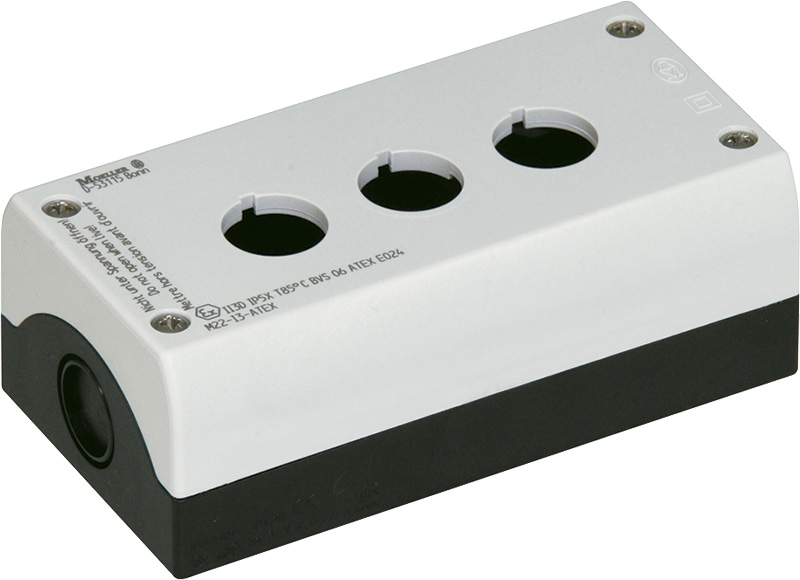 MOELLER
D-53115 Bonn
Nicht unter Spannung öffnen!
Do not open when live!
Mettre hors tension avant d'ouvrir
Ex II3D IP5X T85°C BVS 06 ATEX E024
M22-I3-ATEX